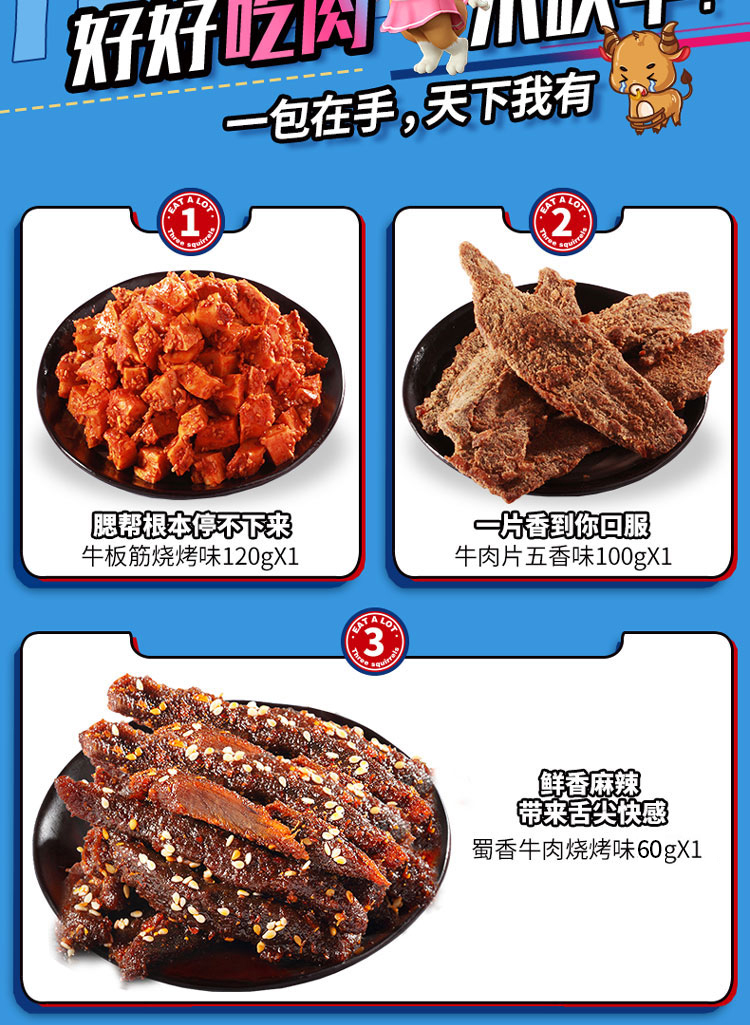 好好吃肉
一包在手,天下我有
EAT A LOT
1
Three squirrels
EAT A LOT
2
Three squirrels
腮帮根本停不下来
牛板筋烧烤味120gX1
一片香到你口服
牛肉片五香味100gX1
EAT A LOT
3
Three squirrels
鲜香麻辣
带来舌尖快感
蜀香牛肉烧烤味60gX1